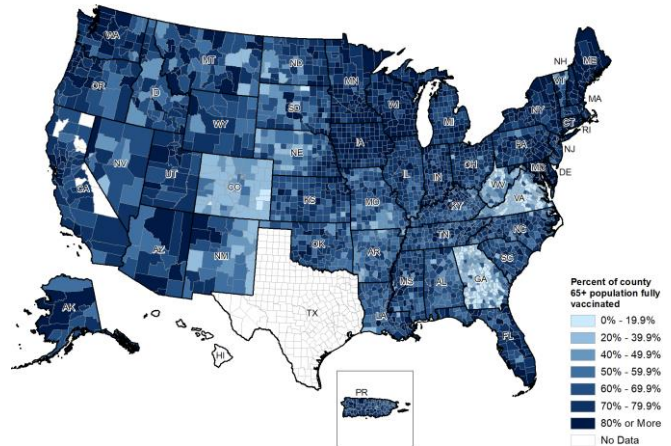 WA
MT
ND
MN
ME
NH
VT
MA
OR
ID
SD
WI
NY
CT
RI
WY
MI
IA
PA
NJ
NV
NE
OH
MD
DE
CA
UT
CO
IL
IN
WV
VA
KS
MO
KY
AZ
NM
OK
AR
TN
NC
SC
MS
AL
GA
TX
LA
FL
AK
HI
PR
Percent of county
65+ population fully
vaccinated
0% - 19.9%
20% - 39.9%
40% - 49.9%
50% - 59.9%
60% - 69.9%
70% - 79.9%
80% or More
No Data